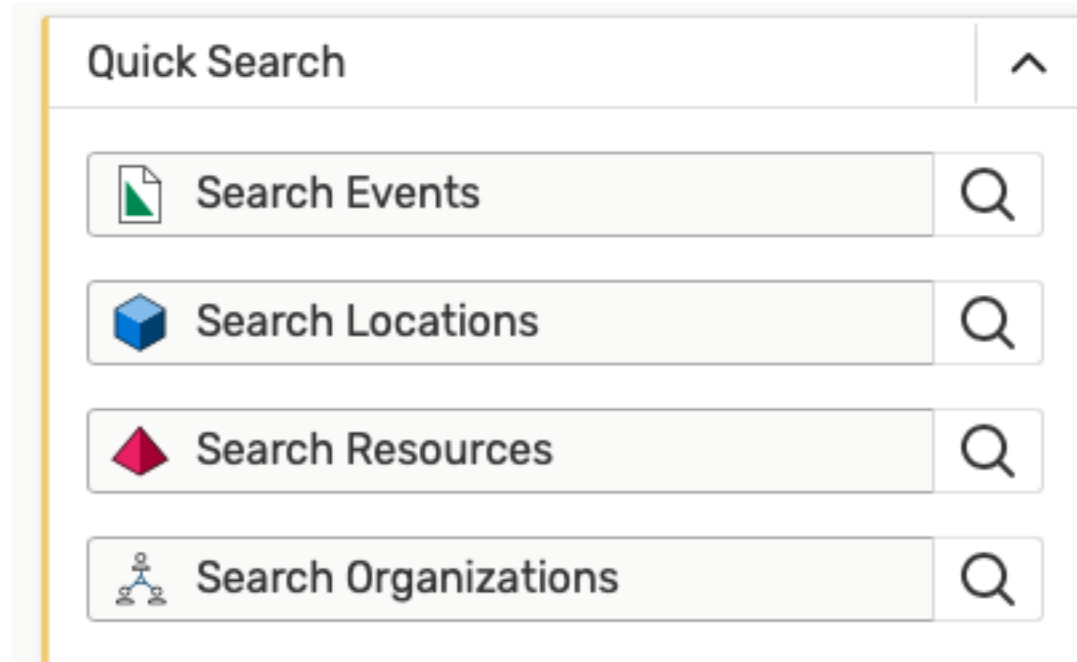 Quick Search
Search Events
Search Locations
Search Resources
Search Organizations